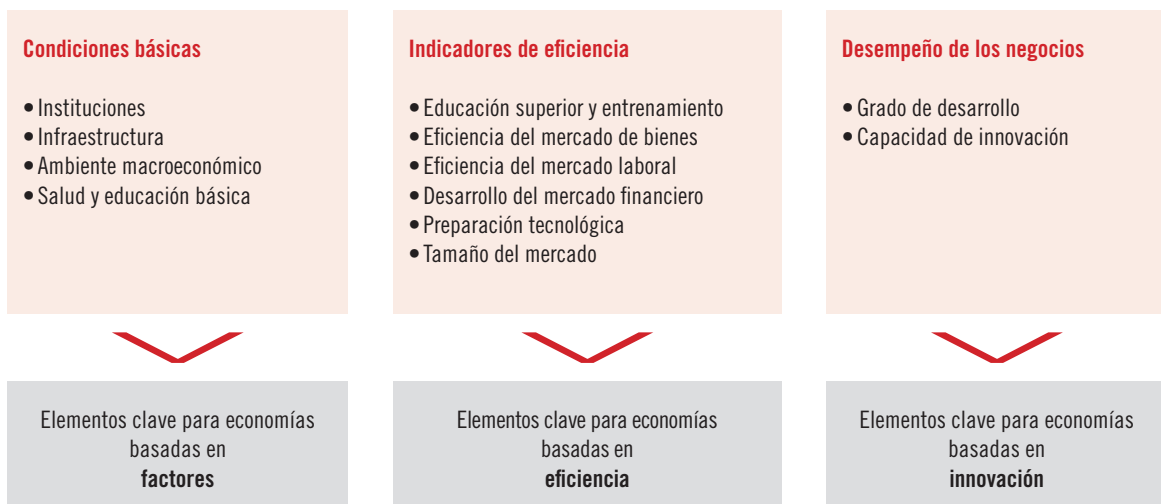 Condiciones básicas
• Instituciones
• Infraestructura
• Ambiente macroeconómico
• Salud y educación básica
Elementos clave para economías
basadas en
factores
Indicadores de eficiencia
• Educación superior y entrenamiento
• Eficiencia del mercado de bienes
• Eficiencia del mercado laboral
• Desarrollo del mercado financiero
• Preparación tecnológica
• Tamaño del mercado
Elementos clave para economías
basadas en
eficiencia
Desempeño de los negocios
• Grado de desarrollo
• Capacidad de innovación
Elementos clave para economías
basadas en
innovación